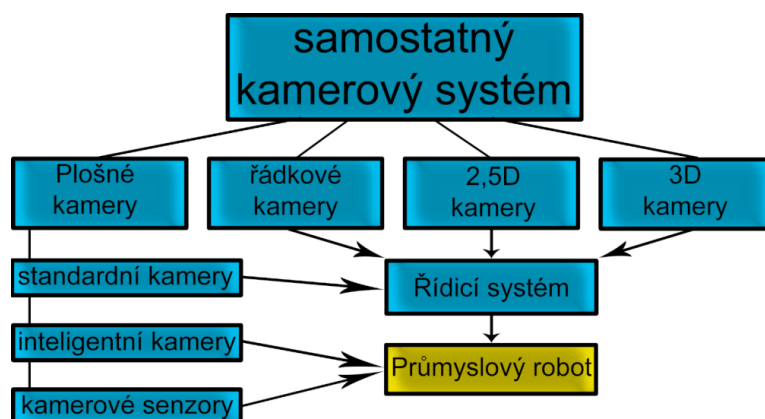 samostatný
kamerový systém
Plošné
kamery
řádkové
kamery
2,5D
kamery
3D
kamery
standardní kamery
Řídicí systém
inteligentní kamery
Průmyslový robot
kamerové senzory